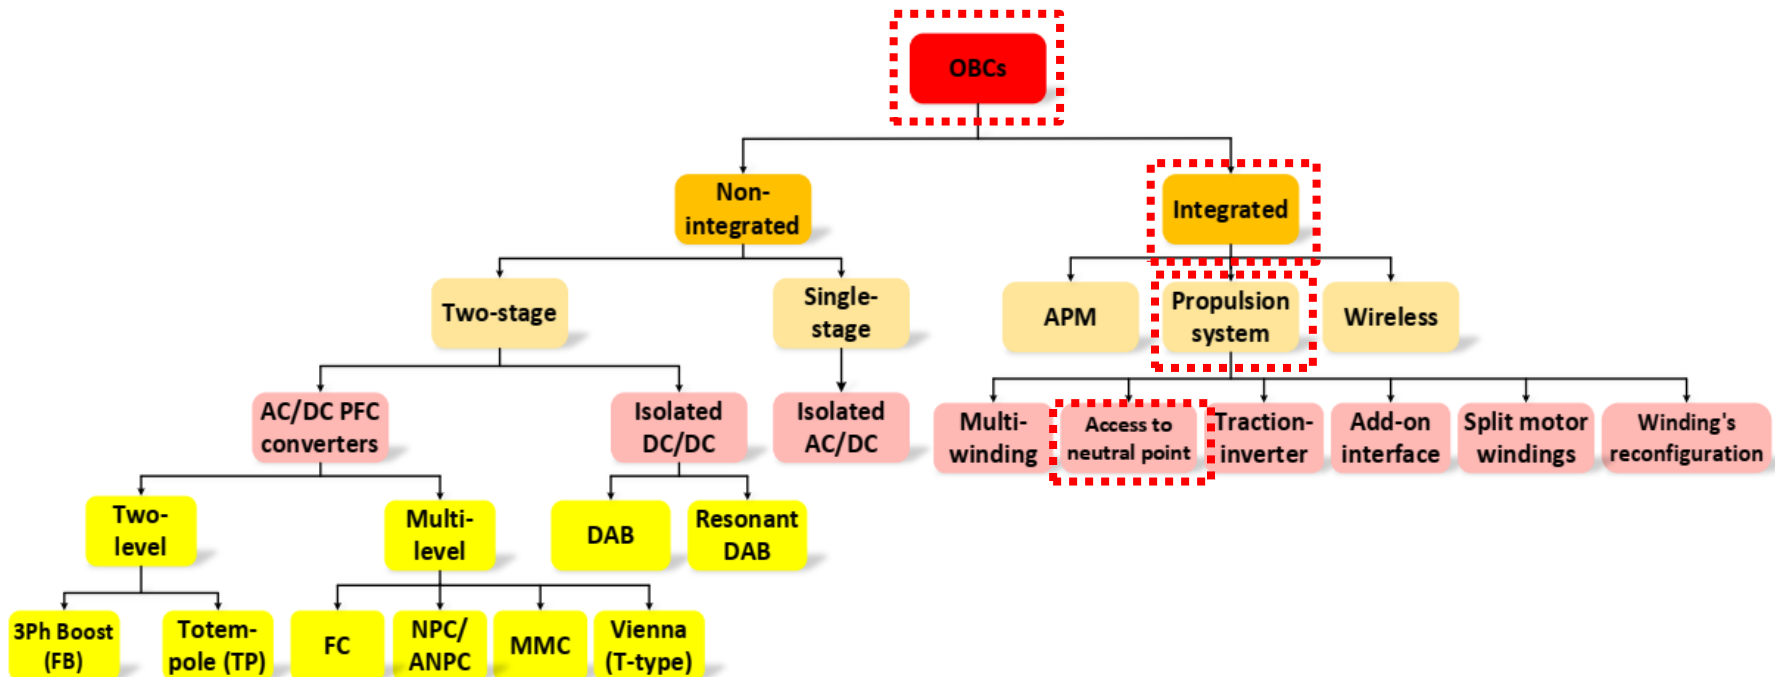 OBCs
Non-
integrated
Integrated
Two-stage
Single-
stage
APM
Propulsion
system
Wireless
AC/DC PFC
converters
Isolated
DC/DC
Isolated
AC/DC
Multi-
winding
Access to
neutral point
Traction-
inverter
Add-on
interface
Split motor
windings
Winding's
reconfiguration
Two-
level
Multi-
level
DAB
Resonant
DAB
3Ph Boost
(FB)
Totem-
pole (TP)
FC
NPC/
ANPC
MMC
Vienna
(T-type)